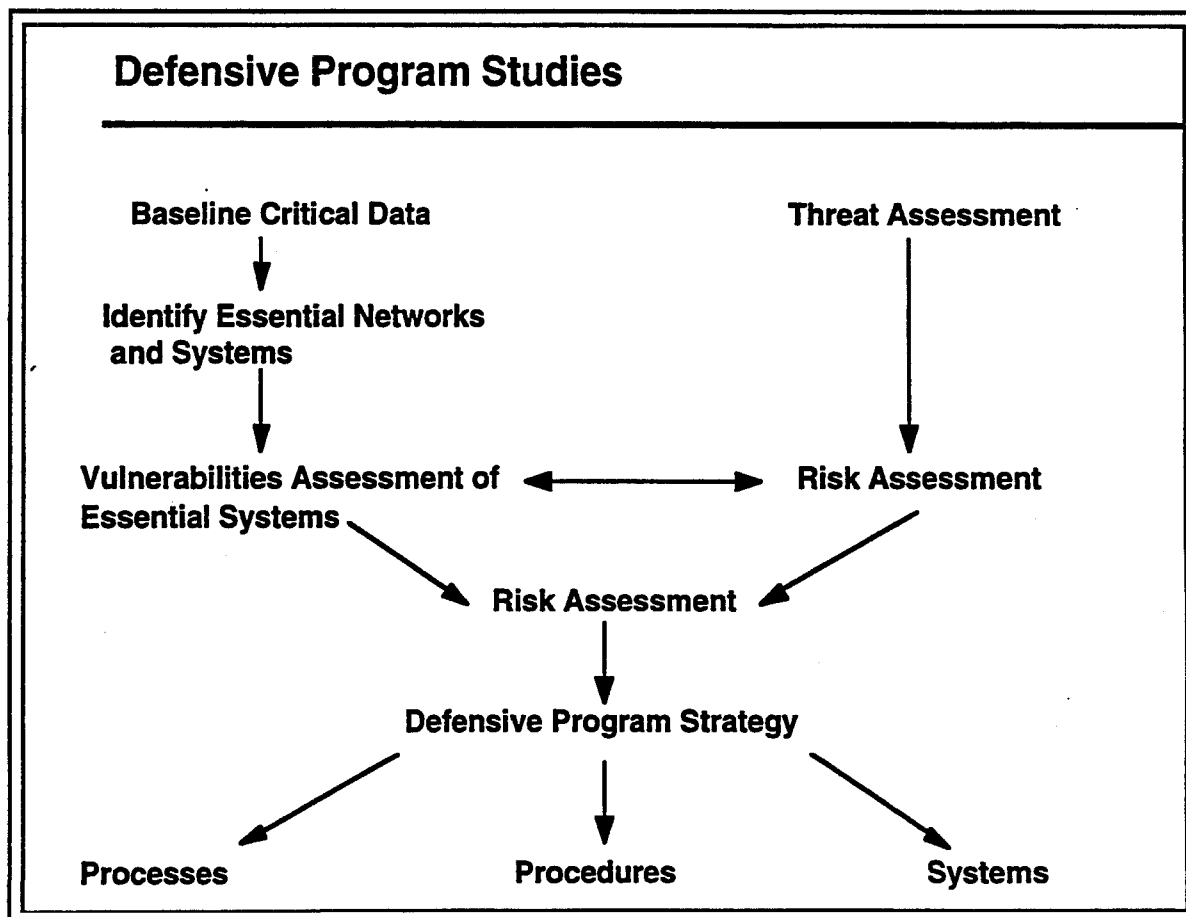 Defensive Program Studies
Baseline Critical Data
Threat Assessment
Identify Essential Networks
and Systems
Vulnerabilities Assessment of
Essential Systems
Risk Assessment
Risk Assessment
Defensive Program Strategy
Processes
Procedures
Systems